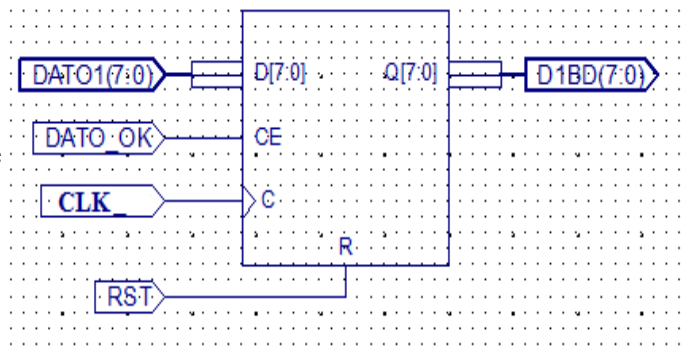 DATO1(7:0) D[7:0] Q[7:0] D1BD(7:0)
DATO_OK CE
CLK_ C
R
RST